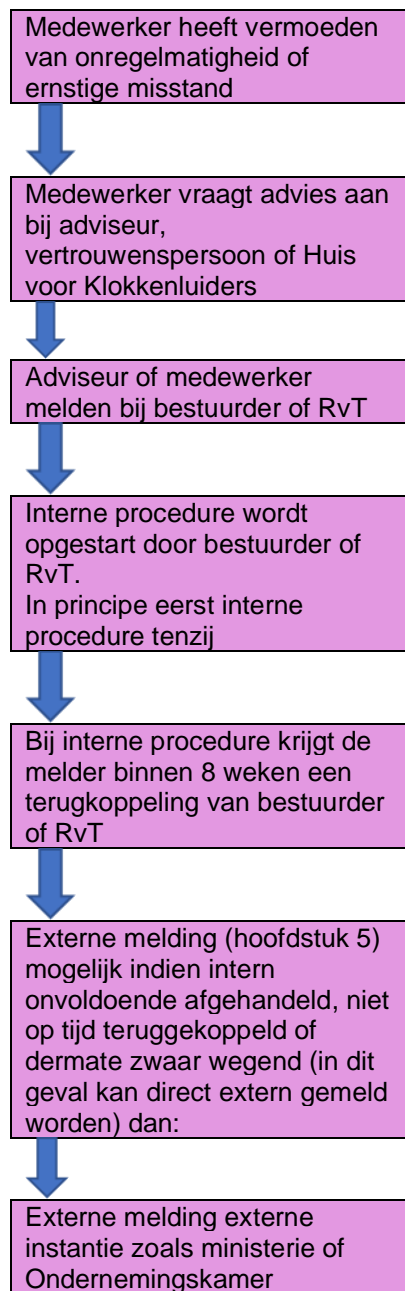 Medewerker heeft vermoeden
van onregelmatigheid of
ernstige misstand
Medewerker vraagt advies aan
bij adviseur,
vertrouwenspersoon of Huis
voor Klokkenluiders
Adviseur of medewerker
melden bij bestuurder of RvT
Interne procedure wordt
opgestart door bestuurder of
RvT.
In principe eerst interne
procedure tenzij
Bij interne procedure krijgt de
melder binnen 8 weken een
terugkoppeling van bestuurder
of RvT
Externe melding (hoofdstuk 5)
mogelijk indien intern
onvoldoende afgehandeld, niet
op tijd teruggekoppeld of
dermate zwaar wegend (in dit
geval kan direct extern gemeld
worden) dan:
Externe melding externe
instantie zoals ministerie of
Ondernemingskamer